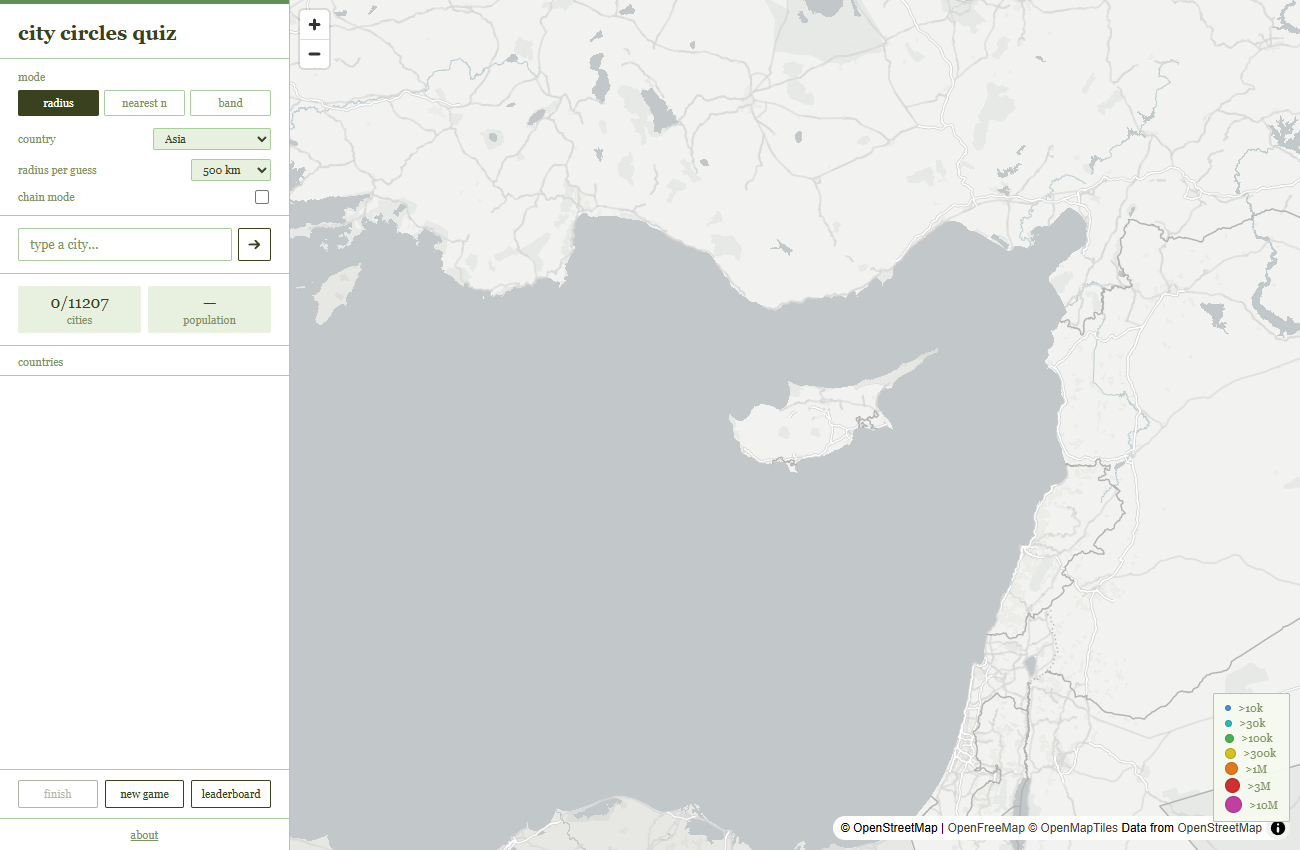 city circles quiz
mode
radius
nearest n
band
country
Asia
radius per guess
500 km
chain mode
type a city...
0/11207
cities
—
population
countries
finish
new game
leaderboard
about
+
−
>10k
>30k
>100k
>300k
>1M
>3M
>10M
© OpenStreetMap | OpenFreeMap © OpenMapTiles Data from OpenStreetMap